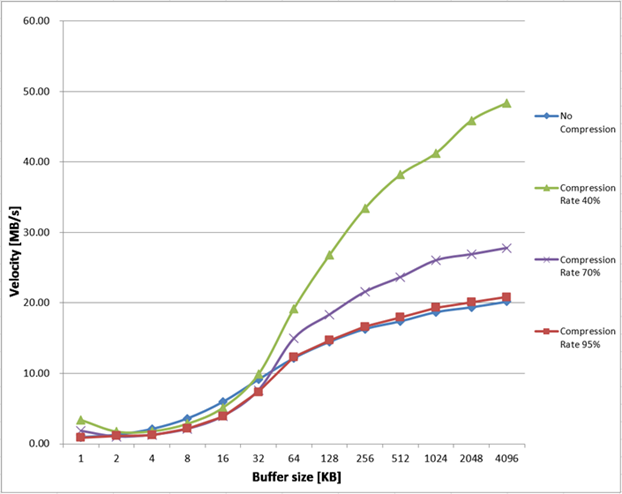 60.00
50.00
40.00
30.00
20.00
10.00
0.00
Velocity [MB/s]
1 2 4 8 16 32 64 128 256 512 1024 2048 4096
Buffer size [KB]
No
Compression
Compression
Rate 40%
Compression
Rate 70%
Compression
Rate 95%